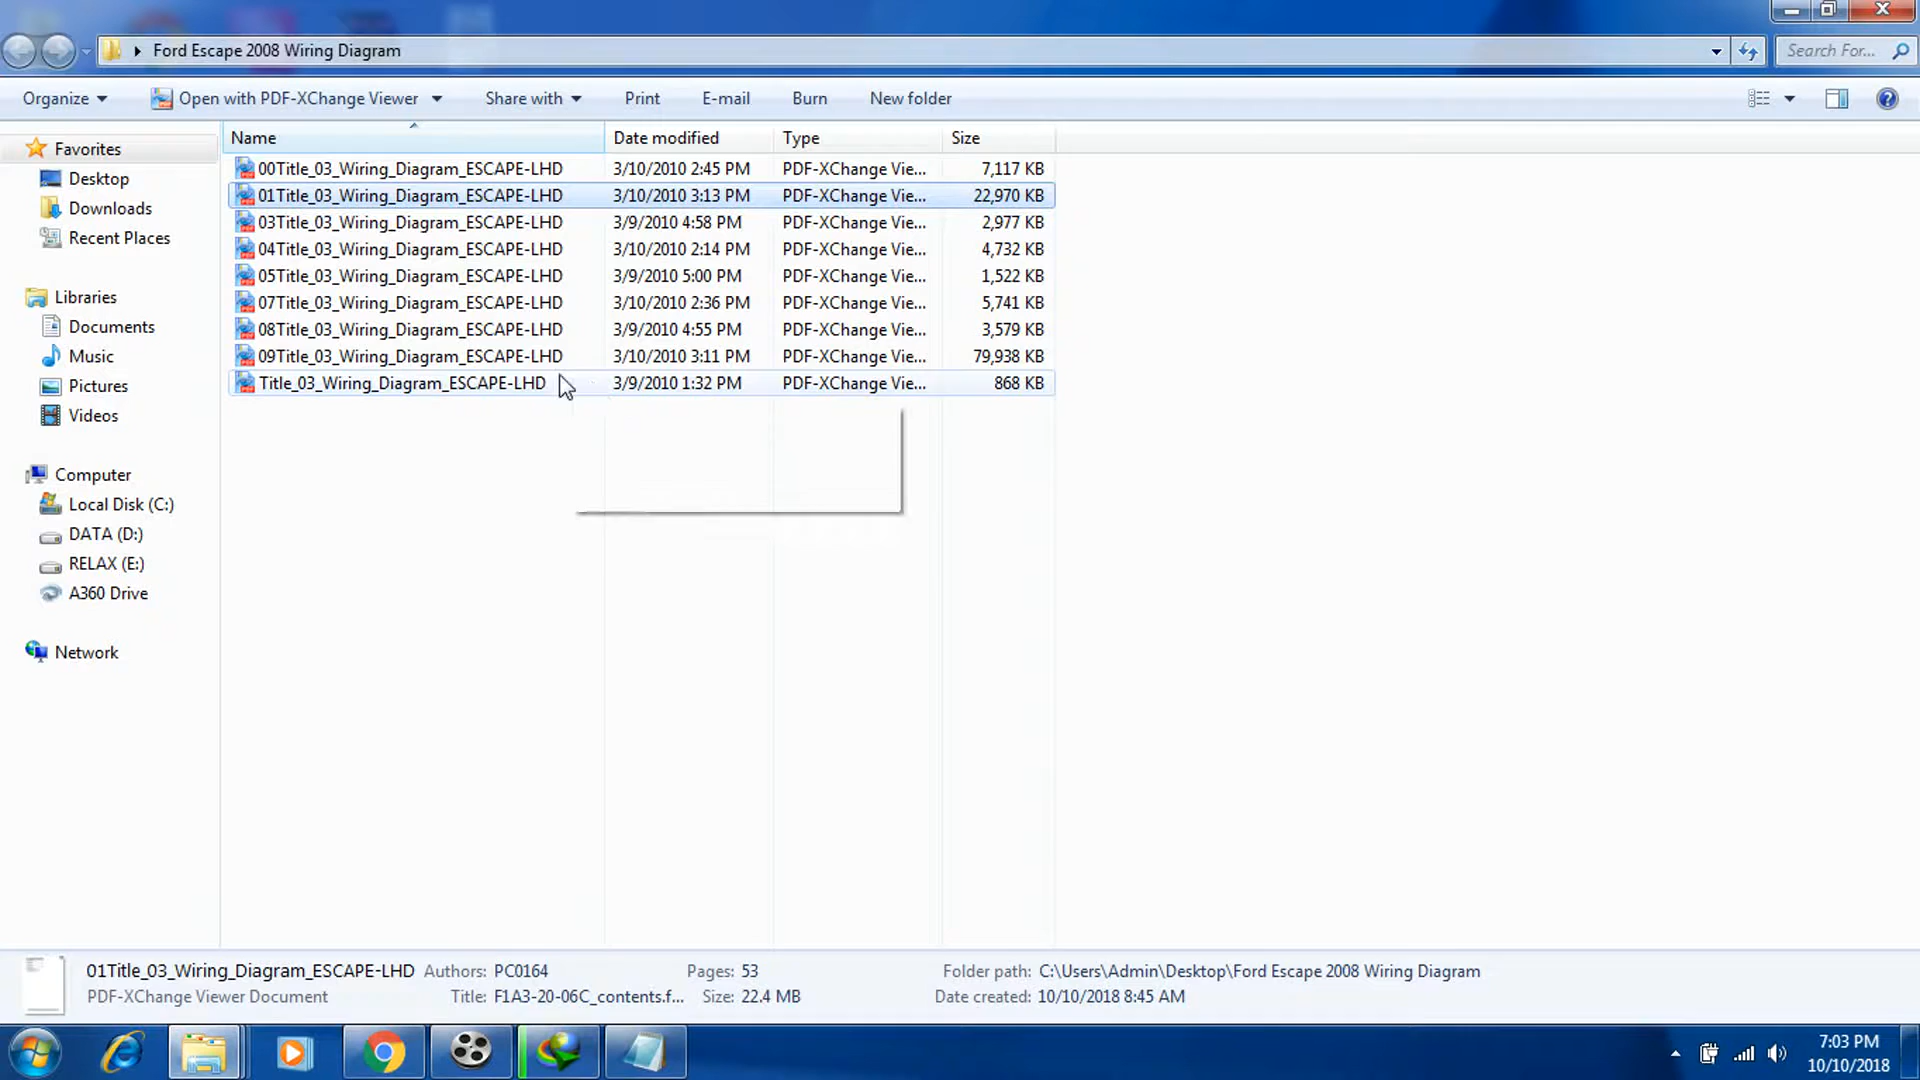 Ford Escape 2008 Wiring Diagram
Search For...
Organize
Open with PDF-XChange Viewer
Share with
Print
E-mail
Burn
New folder
Name Date modified Type Size
00Title_03_Wiring_Diagram_ESCAPE-LHD 3/10/2010 2:45 PM PDF-XChange Vie... 7,117 KB
01Title_03_Wiring_Diagram_ESCAPE-LHD 3/10/2010 3:13 PM PDF-XChange Vie... 22,970 KB
03Title_03_Wiring_Diagram_ESCAPE-LHD 3/9/2010 4:58 PM PDF-XChange Vie... 2,977 KB
04Title_03_Wiring_Diagram_ESCAPE-LHD 3/10/2010 2:14 PM PDF-XChange Vie... 4,732 KB
05Title_03_Wiring_Diagram_ESCAPE-LHD 3/9/2010 5:00 PM PDF-XChange Vie... 1,522 KB
07Title_03_Wiring_Diagram_ESCAPE-LHD 3/10/2010 2:36 PM PDF-XChange Vie... 5,741 KB
08Title_03_Wiring_Diagram_ESCAPE-LHD 3/9/2010 4:55 PM PDF-XChange Vie... 3,579 KB
09Title_03_Wiring_Diagram_ESCAPE-LHD 3/10/2010 3:11 PM PDF-XChange Vie... 79,938 KB
Title_03_Wiring_Diagram_ESCAPE-LHD 3/9/2010 1:32 PM PDF-XChange Vie... 868 KB
Favorites
Desktop
Downloads
Recent Places
Libraries
Documents
Music
Pictures
Videos
Computer
Local Disk (C:)
DATA (D:)
RELAX (E:)
A360 Drive
Network
01Title_03_Wiring_Diagram_ESCAPE-LHD Authors: PC0164 Pages: 53 Folder path: C:\Users\Admin\Desktop\Ford Escape 2008 Wiring Diagram
PDF-XChange Viewer Document Title: F1A3-20-06C_contents.f... Size: 22.4 MB Date created: 10/10/2018 8:45 AM
7:03 PM
10/10/2018